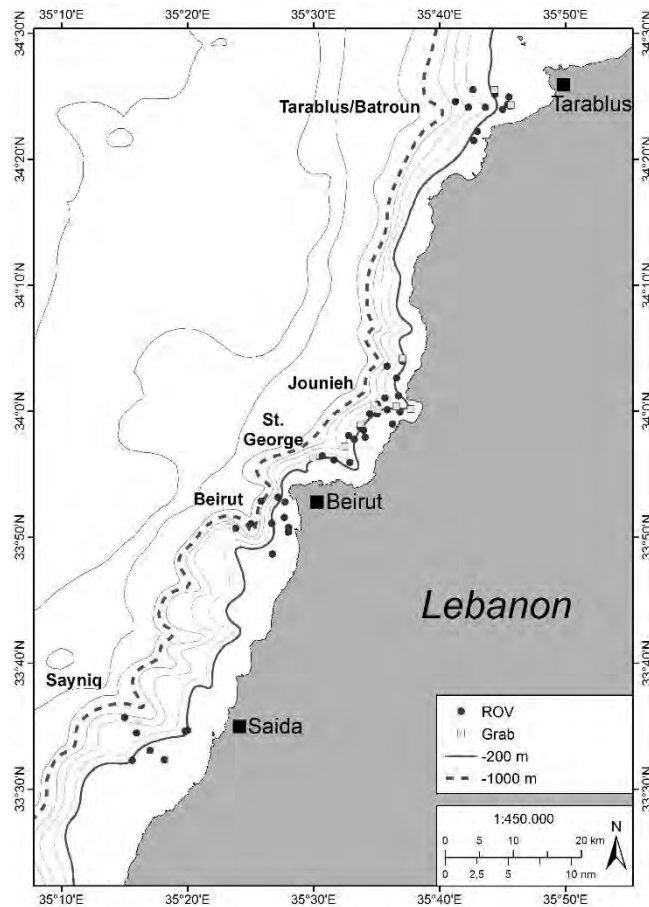 35°10'E 35°20'E 35°30'E 35°40'E 35°50'E
34°30'N 34°30'N
Tarablus/Batroun
Tarablus
34°20'N 34°20'N
34°10'N 34°10'N
Jounieh
34°0'N 34°0'N
St.
George
Beirut
Beirut
33°50'N 33°50'N
Lebanon
33°40'N 33°40'N
Sayniq
Saida
33°30'N 33°30'N
ROV
Grab
-200 m
-1000 m
1:450.000
0 5 10 20 km
N
0 2,5 5 10 nm
35°10'E 35°20'E 35°30'E 35°40'E 35°50'E